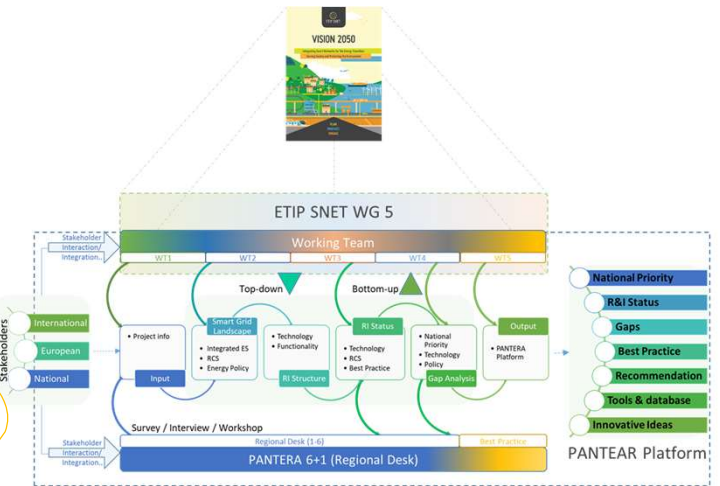 VISION 2050
ETIP SNET WG 5
Stakeholder
Interaction/
Integration..
Working Team
WT1
WT2
WT3
WT4
WT5
Top-down
Bottom-up
Stakeholders
International
European
National
• Project info
Input
Smart Grid
Landscape
• Integrated ES
• RCS
• Energy Policy
• Technology
• Functionality
RI Structure
RI Status
• Technology
• RCS
• Best Practice
• National
Priority
• Technology
• Policy
Gap Analysis
Output
• PANTERA
Platform
National Priority
R&I Status
Gaps
Best Practice
Recommendation
Tools & database
Innovative Ideas
PANTEAR Platform
Survey / Interview / Workshop
Stakeholder
Interaction/
Integration..
Regional Desk (1-6)
Best Practice
PANTERA 6+1 (Regional Desk)